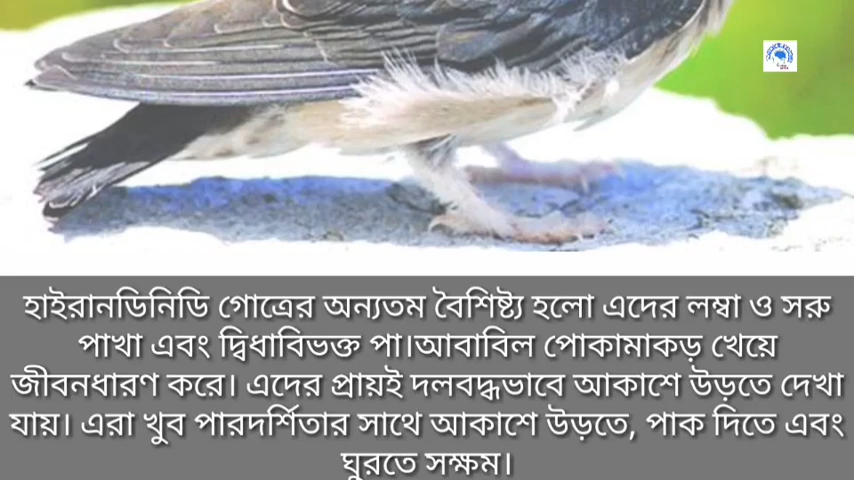 হাইরানডিনিডি গোত্রের অন্যতম বৈশিষ্ট্য হলো এদের লম্বা ও সরু
পাখা এবং দ্বিধাবিভক্ত পা।আবাবিল পোকামাকড় খেয়ে
জীবনধারণ করে। এদের প্রায়ই দলবদ্ধভাবে আকাশে উড়তে দেখা
যায়। এরা খুব পারদর্শিতার সাথে আকাশে উড়তে, পাক দিতে এবং
ঘুরতে সক্ষম।